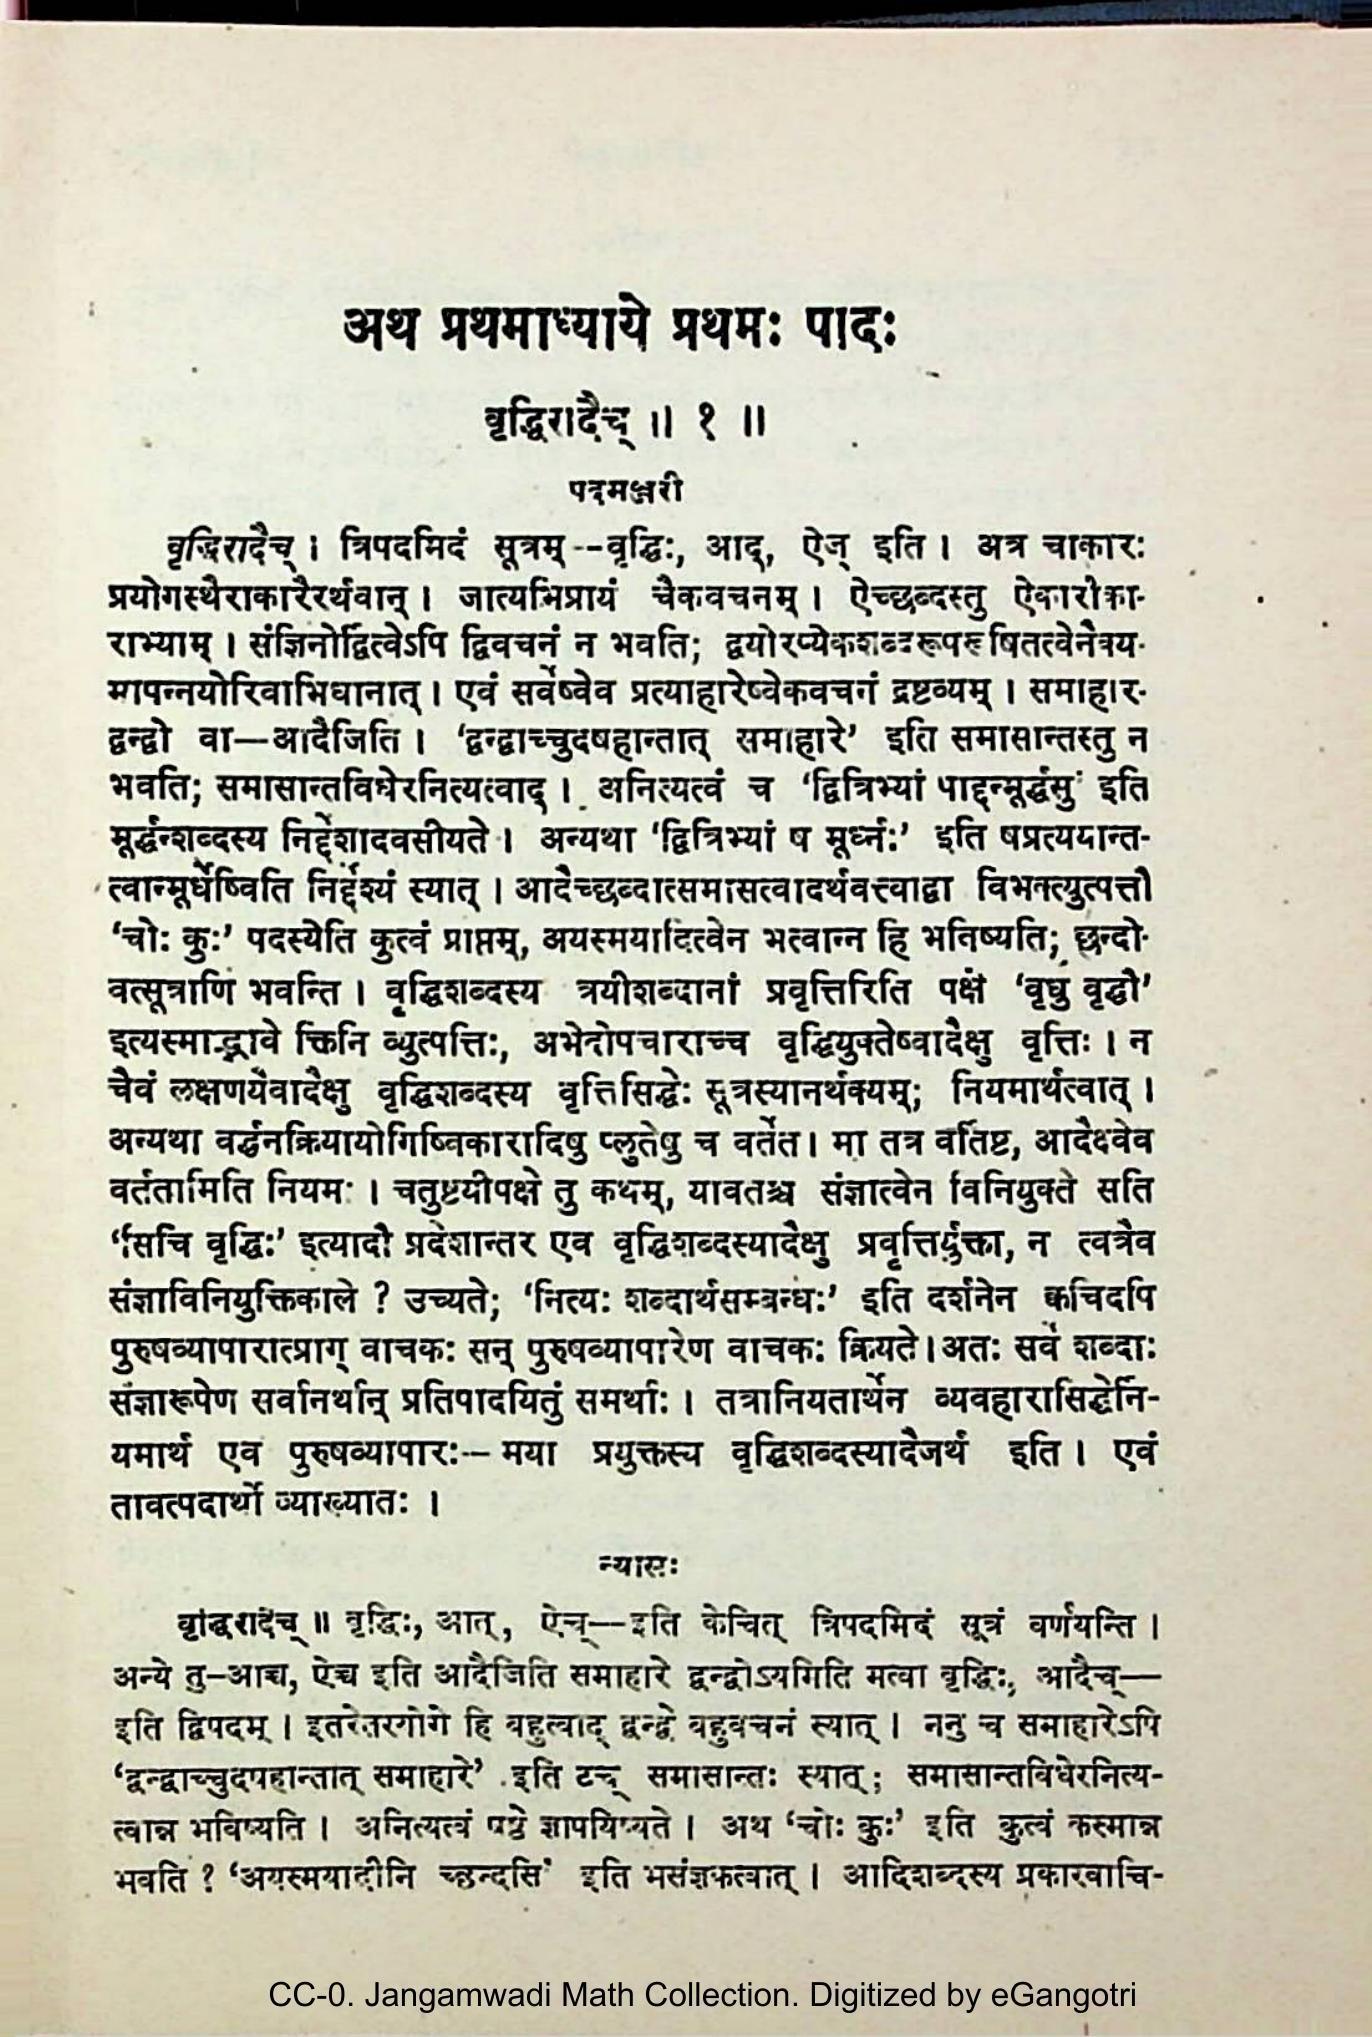 अथ प्रथमाध्याये प्रथमः पादः
वृद्धिरादैच् ॥ १ ॥
पदमञ्जरी
वृद्धिरादैच् । त्रिपदमिदं सूत्रम् --वृद्धिः, आद्, ऐज् इति । अत्र चाकारः
प्रयोगस्थैराकारैरर्थवान् । जात्यभिप्रायं चैकवचनम् । ऐच्छब्दस्तु ऐकारौका-
राभ्याम् । संज्ञिनोर्द्वित्वेऽपि द्विवचनं न भवति; द्वयोरप्येकशब्दरूपरूषितत्वेनैक्य-
मापन्नयोरिवाभिधानात् । एवं सर्वेष्वेव प्रत्याहारेष्वेकवचनं द्रष्टव्यम् । समाहार-
द्वन्द्वो वा—आदैजिति । ‘द्वन्द्वाच्चुदषहान्तात् समाहारे’ इति समासान्तस्तु न
भवति; समासान्तविधेरनित्यत्वाद् । अनित्यत्वं च ‘द्वित्रिभ्यां पाद्दन्मूर्द्धसु’ इति
मूर्द्धन्शब्दस्य निर्द्देशादवसीयते । अन्यथा ‘द्वित्रिभ्यां ष मूर्ध्नः’ इति षप्रत्ययान्त-
त्वान्मूर्धेष्विति निर्द्देश्यं स्यात् । आदैच्छब्दात्समासत्वादर्थवत्त्वाद्वा विभक्त्युत्पत्तौ
‘चोः कुः’ पदस्येति कुत्वं प्राप्तम्, अयस्मयादित्वेन भत्वान्न हि भविष्यति; छन्दो-
वत्सूत्राणि भवन्ति । वृद्धिशब्दस्य त्रयीशब्दानां प्रवृत्तिरिति पक्षे ‘वृधु वृद्धौ’
इत्यस्माद्भावे क्तिनि व्युत्पत्तिः, अभेदोपचाराच्च वृद्धियुक्तेष्वादैक्षु वृत्तिः । न
चैवं लक्षणयैवादैक्षु वृद्धिशब्दस्य वृत्तिसिद्धेः सूत्रस्यानर्थक्यम्; नियमार्थत्वात् ।
अन्यथा वर्द्धनक्रियायोगिष्विकारादिषु प्लुतेषु च वर्तेत । मा तत्र वर्तिष्ट, आदैक्ष्वेव
वर्ततामिति नियमः । चतुष्टयीपक्षे तु कथम्, यावतश्च संज्ञात्वेन विनियुक्ते सति
‘सिचि वृद्धिः’ इत्यादौ प्रदेशान्तर एव वृद्धिशब्दस्यादैक्षु प्रवृत्तिर्युक्ता, न त्वत्रैव
संज्ञाविनियुक्तिकाले ? उच्यते; ‘नित्यः शब्दार्थसम्बन्धः’ इति दर्शनेन क्वचिदपि
पुरुषव्यापारात्प्राग् वाचकः सन् पुरुषव्यापारेण वाचकः क्रियते । अतः सर्वे शब्दाः
संज्ञारूपेण सर्वानर्थान् प्रतिपादयितुं समर्थाः । तत्रानियतार्थेन व्यवहारासिद्धेर्नि-
यमार्थ एव पुरुषव्यापारः-- मया प्रयुक्तस्य वृद्धिशब्दस्यादैजर्थ इति । एवं
तावत्पदार्थो व्याख्यातः ।
न्यासः
वृद्धिरादैच् ॥ वृद्धिः, आत्, ऐच्—इति केचित् त्रिपदमिदं सूत्रं वर्णयन्ति ।
अन्ये तु–आच्च, ऐच्च इति आदैजिति समाहारे द्वन्द्वोऽयमिति मत्वा वृद्धिः, आदैच्—
इति द्विपदम् । इतरेतरयोगे हि बहुत्वाद् द्वन्द्वे बहुवचनं स्यात् । ननु च समाहारेऽपि
‘द्वन्द्वाच्चुदषहान्तात् समाहारे’ इति टच् समासान्तः स्यात्; समासान्तविधेरनित्य-
त्वान्न भविष्यति । अनित्यत्वं षष्ठे ज्ञापयिष्यते । अथ ‘चोः कुः’ इति कुत्वं कस्मान्न
भवति ? ‘अयस्मयादीनि च्छन्दसि’ इति भसंज्ञकत्वात् । आदिशब्दस्य प्रकारवाचि-
CC-0. Jangamwadi Math Collection. Digitized by eGangotri